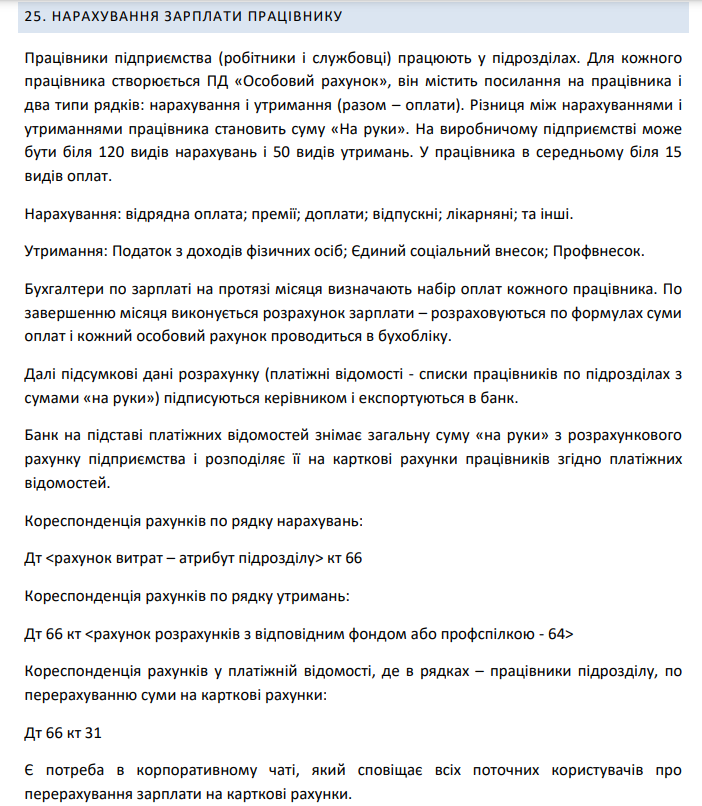 25. НАРАХУВАННЯ ЗАРПЛАТИ ПРАЦІВНИКУ
Працівники підприємства (робітники і службовці) працюють у підрозділах. Для кожного
працівника створюється ПД «Особовий рахунок», він містить посилання на працівника і
два типи рядків: нарахування і утримання (разом – оплати). Різниця між нарахуваннями і
утриманнями працівника становить суму «На руки». На виробничому підприємстві може
бути біля 120 видів нарахувань і 50 видів утримань. У працівника в середньому біля 15
видів оплат.
Нарахування: відрядна оплата; премії; доплати; відпускні; лікарняні; та інші.
Утримання: Податок з доходів фізичних осіб; Єдиний соціальний внесок; Профвнесок.
Бухгалтери по зарплаті на протязі місяця визначають набір оплат кожного працівника. По
завершенню місяця виконується розрахунок зарплати – розраховуються по формулах суми
оплат і кожний особовий рахунок проводиться в бухобліку.
Далі підсумкові дані розрахунку (платіжні відомості - списки працівників по підрозділах з
сумами «на руки») підписуються керівником і експортуються в банк.
Банк на підставі платіжних відомостей знімає загальну суму «на руки» з розрахункового
рахунку підприємства і розподіляє її на карткові рахунки працівників згідно платіжних
відомостей.
Кореспонденція рахунків по рядку нарахувань:
Дт <рахунок витрат – атрибут підрозділу> кт 66
Кореспонденція рахунків по рядку утримань:
Дт 66 кт <рахунок розрахунків з відповідним фондом або профспілкою - 64>
Кореспонденція рахунків у платіжній відомості, де в рядках – працівники підрозділу, по
перерахуванню суми на карткові рахунки:
Дт 66 кт 31
Є потреба в корпоративному чаті, який сповіщає всіх поточних користувачів про
перерахування зарплати на карткові рахунки.